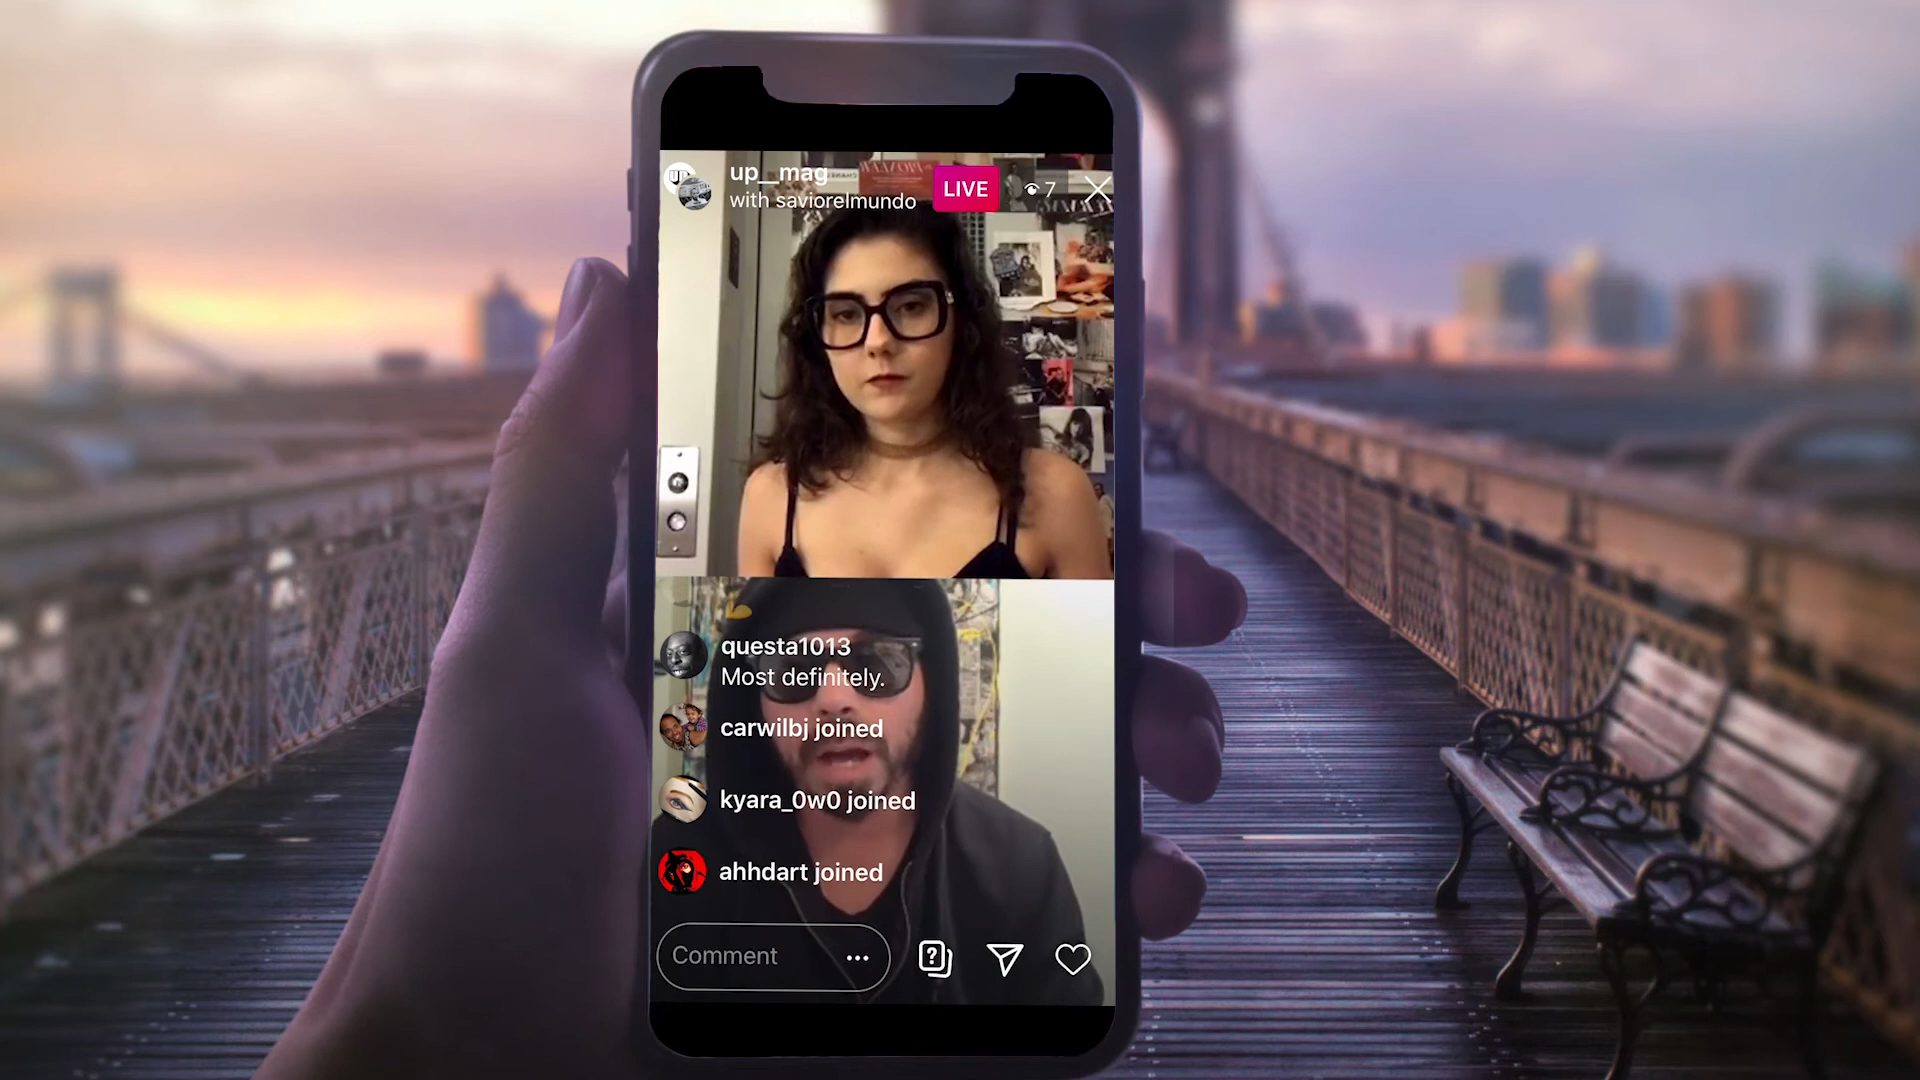 up__mag
with saviorelmundo
LIVE
7
questa1013
Most definitely.
carwilbj joined
kyara_0w0 joined
ahhdart joined
Comment